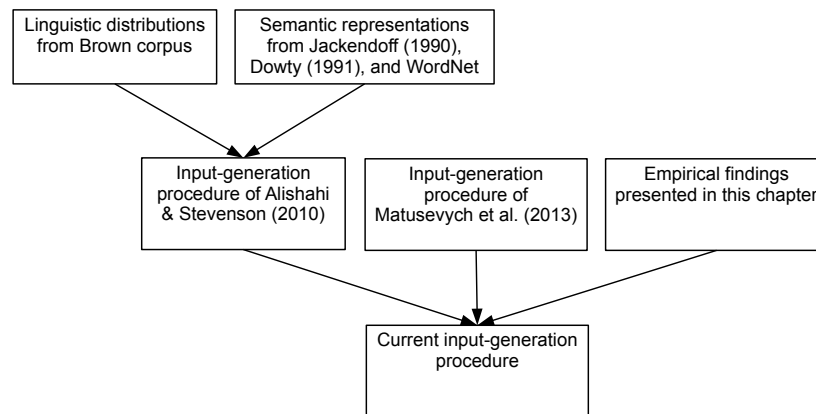 Linguistic distributions
from Brown corpus
Semantic representations
from Jackendoff (1990),
Dowty (1991), and WordNet
Input-generation
procedure of Alishahi
& Stevenson (2010)
Input-generation
procedure of
Matusevych et al. (2013)
Empirical findings
presented in this chapter
Current input-generation
procedure